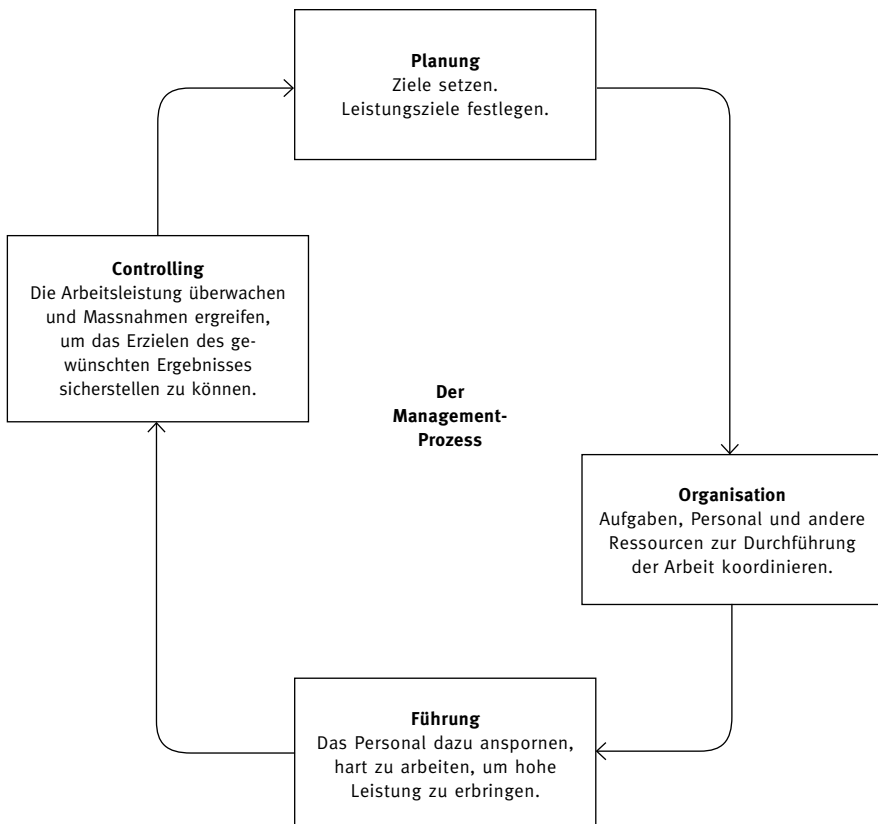 Planung
Ziele setzen.
Leistungsziele festlegen.
Controlling
Die Arbeitsleistung überwachen
und Massnahmen ergreifen,
um das Erzielen des ge-
wünschten Ergebnisses
sicherstellen zu können.
Der
Management-
Prozess
Organisation
Aufgaben, Personal und andere
Ressourcen zur Durchführung
der Arbeit koordinieren.
Führung
Das Personal dazu anspornen,
hart zu arbeiten, um hohe
Leistung zu erbringen.